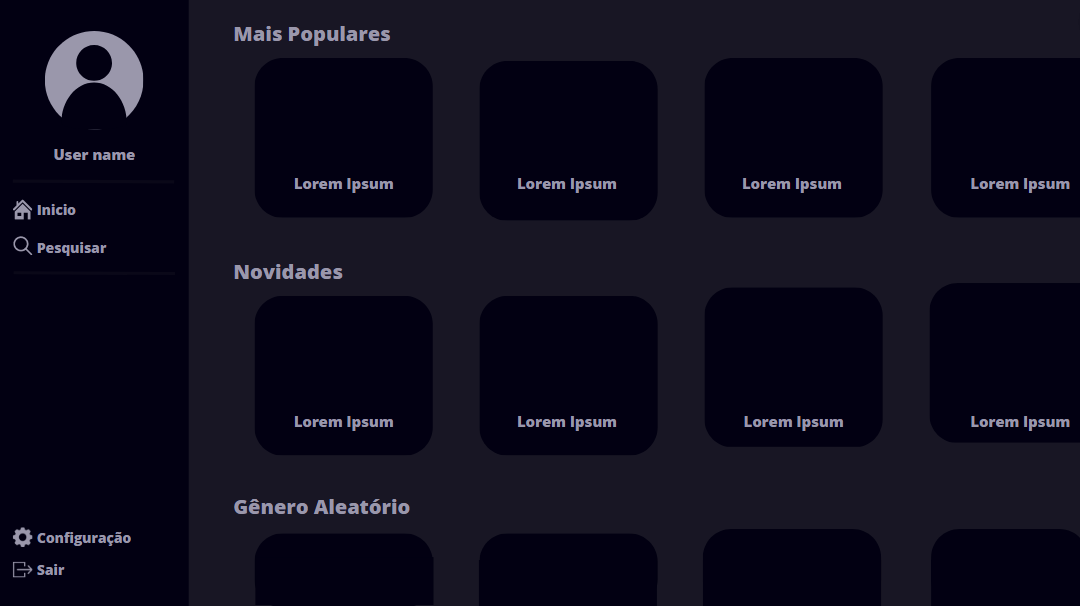 User name
Inicio
Pesquisar
Configuração
Sair
Mais Populares
Lorem Ipsum
Lorem Ipsum
Lorem Ipsum
Lorem Ipsum
Novidades
Lorem Ipsum
Lorem Ipsum
Lorem Ipsum
Lorem Ipsum
Gênero Aleatório